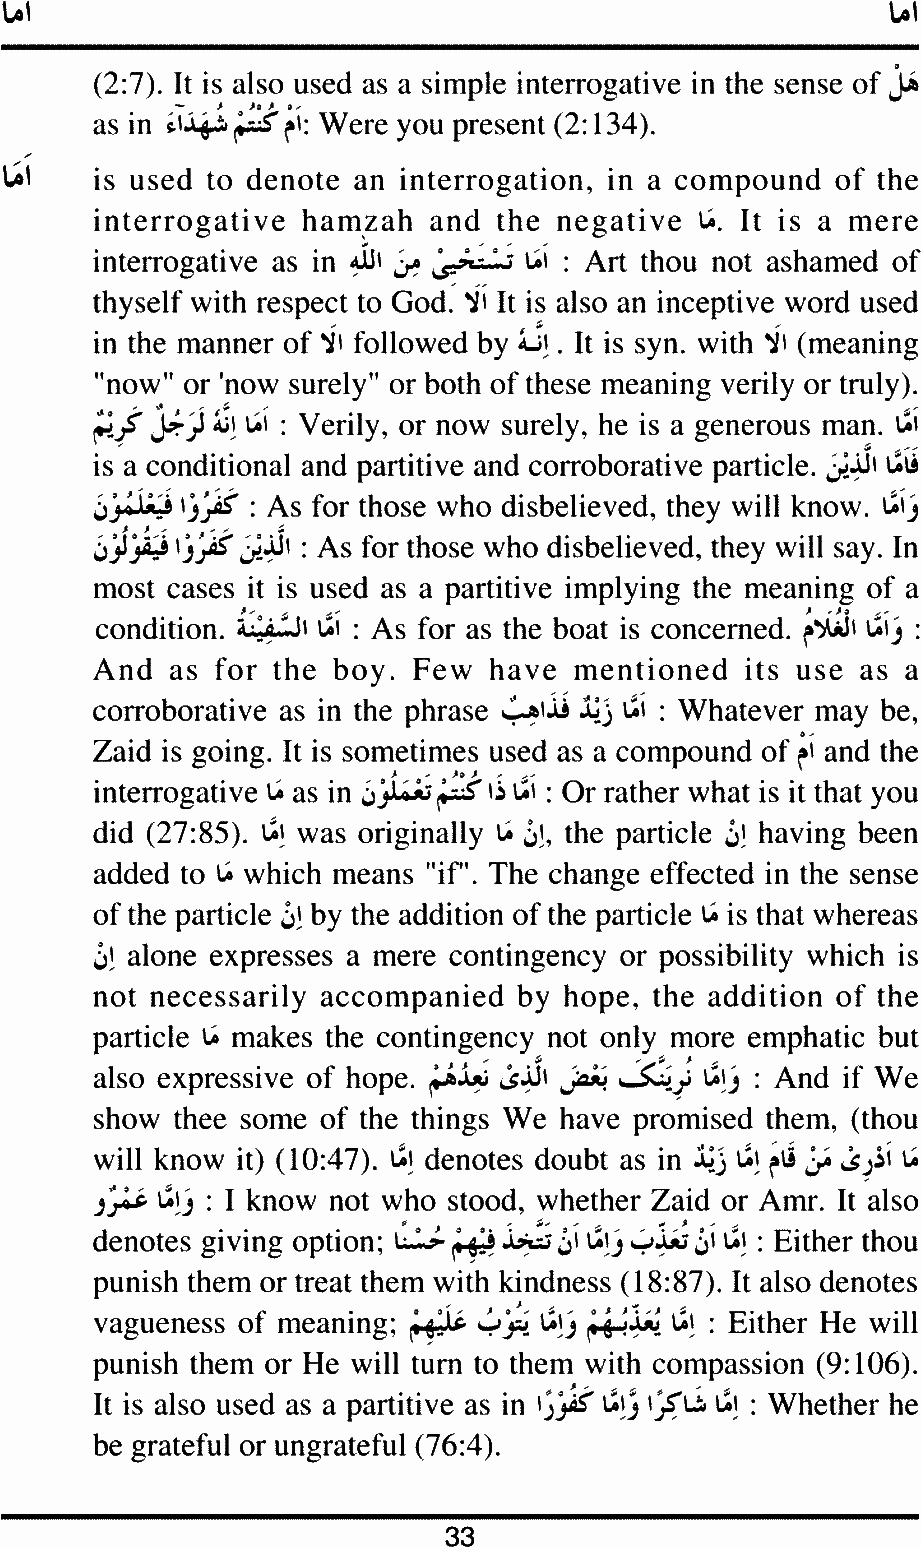 اما اما
(2:7). It is also used as a simple interrogative in the sense of هَلْ
as in اَمْ كُنْتُمْ شُهَدَآءَ: Were you present (2:134).
اَمَا is used to denote an interrogation, in a compound of the
interrogative hamzah and the negative مَا. It is a mere
interrogative as in اَمَا تَسْتَحْيِیْ مِنَ اللّٰهِ : Art thou not ashamed of
thyself with respect to God. اَلَا It is also an inceptive word used
in the manner of اَلَا followed by اِنَّـهٗ . It is syn. with اَلَا (meaning
"now" or 'now surely" or both of these meaning verily or truly).
اَمَا اِنَّهٗ لَرَجُلٌ كَرِيْمٌ : Verily, or now surely, he is a generous man. اَمَّا
is a conditional and partitive and corroborative particle. فَاَمَّا الَّذِيْنَ
كَفَرُوْا فَيَعْلَمُوْنَ : As for those who disbelieved, they will know. وَاَمَّا
الَّذِيْنَ كَفَرُوْا فَيَقُوْلُوْنَ : As for those who disbelieved, they will say. In
most cases it is used as a partitive implying the meaning of a
condition. اَمَّا السَّفِيْنَةُ : As for as the boat is concerned. وَاَمَّا الْغُلَامُ :
And as for the boy. Few have mentioned its use as a
corroborative as in the phrase اَمَّا زَيْدٌ فَذَاهِبٌ : Whatever may be,
Zaid is going. It is sometimes used as a compound of اَمْ and the
interrogative مَا as in اَمَّا ذَا كُنْتُمْ تَعْمَلُوْنَ : Or rather what is it that you
did (27:85). اِمَّا was originally اِنْ مَا, the particle اِنْ having been
added to مَا which means "if". The change effected in the sense
of the particle اِنْ by the addition of the particle مَا is that whereas
اِنْ alone expresses a mere contingency or possibility which is
not necessarily accompanied by hope, the addition of the
particle مَا makes the contingency not only more emphatic but
also expressive of hope. وَاِمَّا نُرِيَنَّكَ بَعْضَ الَّذِیْ نَعِدُهُمْ : And if We
show thee some of the things We have promised them, (thou
will know it) (10:47). اِمَّا denotes doubt as in مَا اَدْرِیْ مَنْ قَامَ اِمَّا زَيْدٌ
وَاِمَّا عَمْرٌو : I know not who stood, whether Zaid or Amr. It also
denotes giving option; اِمَّا اَنْ تُعَذِّبَ وَاِمَّا اَنْ تَتَّخِذَ فِيْهِمْ حُسْنًا : Either thou
punish them or treat them with kindness (18:87). It also denotes
vagueness of meaning; اِمَّا يُعَذِّبُـهُمْ وَاِمَّا يَتُوْبُ عَلَيْهِمْ : Either He will
punish them or He will turn to them with compassion (9:106).
It is also used as a partitive as in اِمَّا شَاكِرًا وَّاِمَّا كَفُوْرًا : Whether he
be grateful or ungrateful (76:4).
33